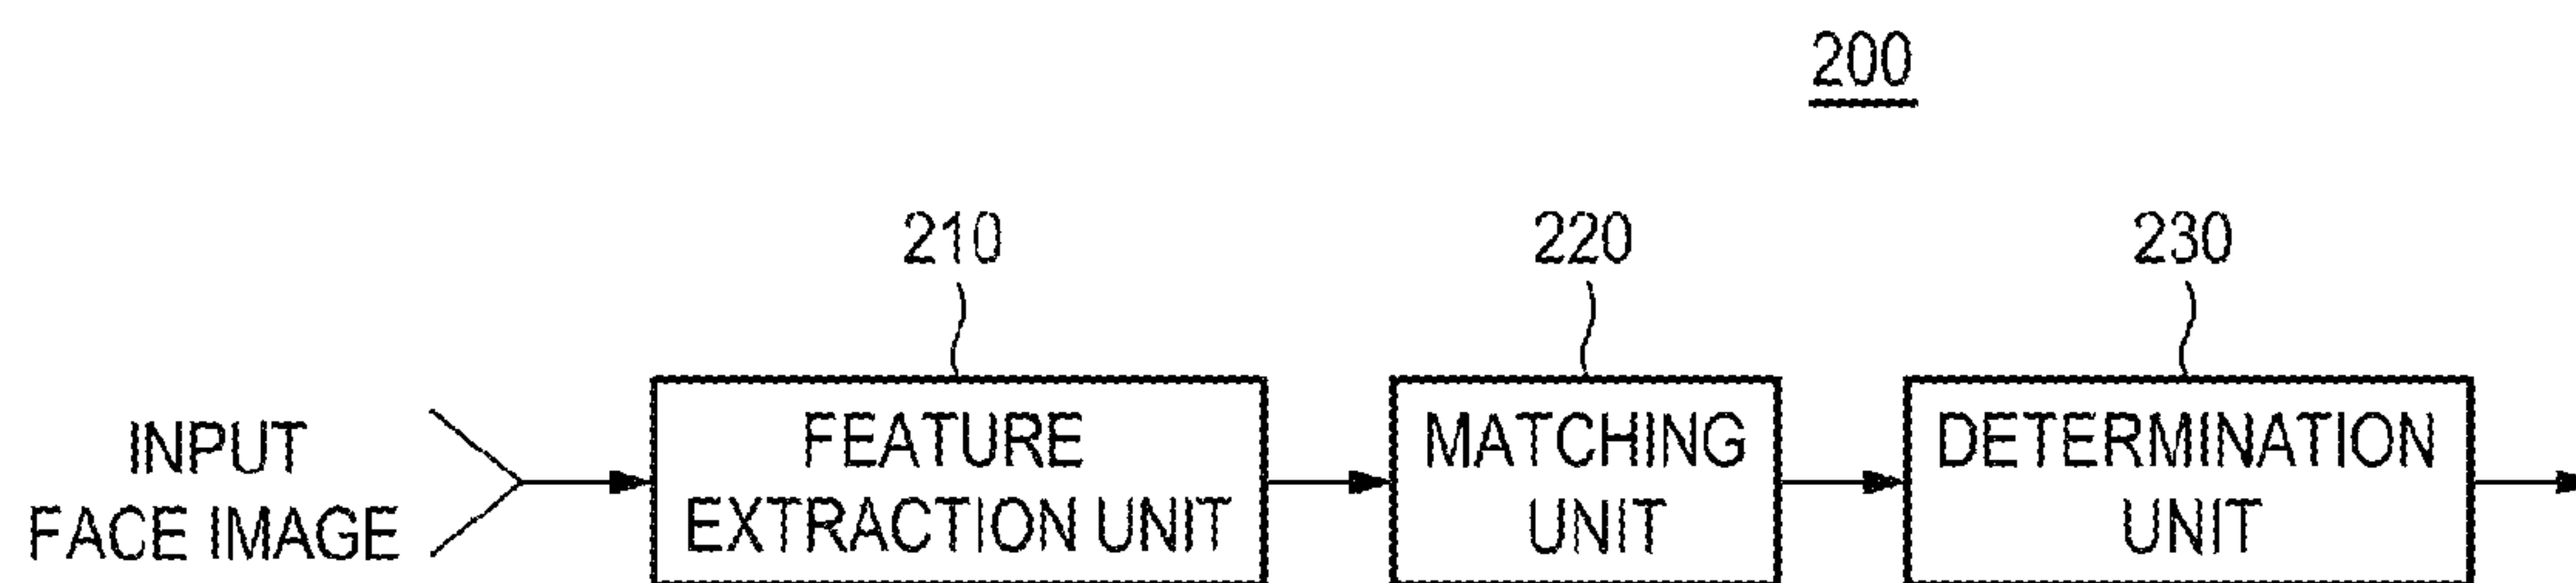 200
210
220
230
INPUT
FACE IMAGE
FEATURE
EXTRACTION UNIT
MATCHING
UNIT
DETERMINATION
UNIT